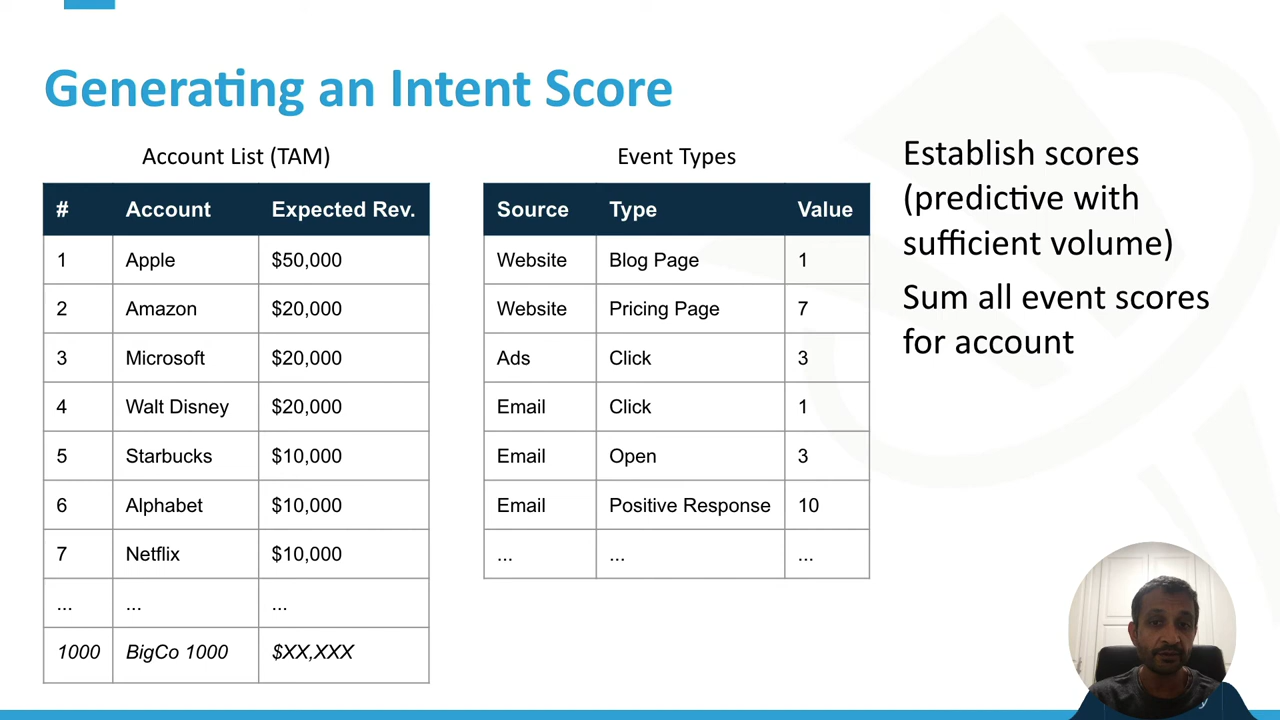 Generating an Intent Score
Account List (TAM)
# Account Expected Rev.
1 Apple $50,000
2 Amazon $20,000
3 Microsoft $20,000
4 Walt Disney $20,000
5 Starbucks $10,000
6 Alphabet $10,000
7 Netflix $10,000
... ... ...
1000 BigCo 1000 $XX,XXX
Event Types
Source Type Value
Website Blog Page 1
Website Pricing Page 7
Ads Click 3
Email Click 1
Email Open 3
Email Positive Response 10
... ... ...
Establish scores
(predictive with
sufficient volume)
Sum all event scores
for account